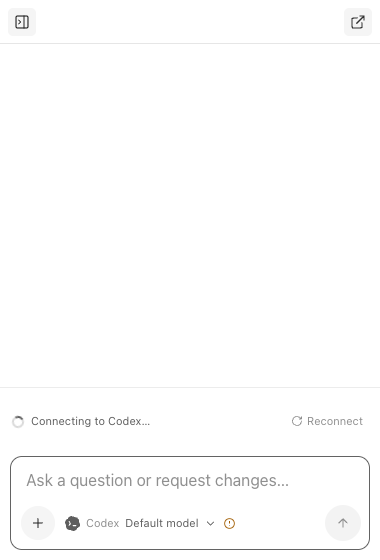 Connecting to Codex...
Reconnect
Ask a question or request changes...
Codex Default model